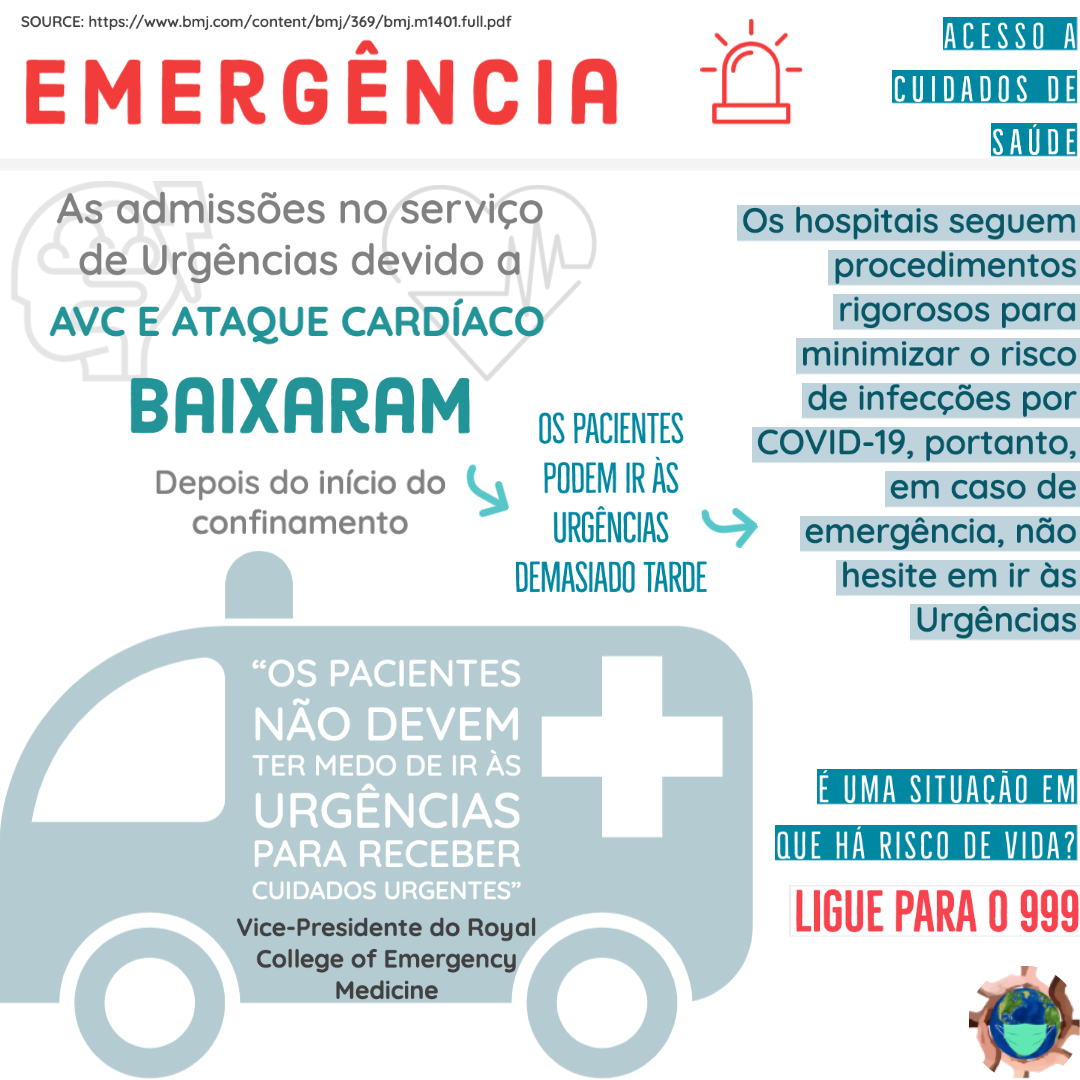 SOURCE: https://www.bmj.com/content/bmj/369/bmj.m1401.full.pdf
EMERGÊNCIA
ACESSO A
CUIDADOS DE
SAÚDE
As admissões no serviço
de Urgências devido a
AVC E ATAQUE CARDÍACO
BAIXARAM
Depois do início do
confinamento
OS PACIENTES
PODEM IR ÀS
URGÊNCIAS
DEMASIADO TARDE
Os hospitais seguem
procedimentos
rigorosos para
minimizar o risco
de infecções por
COVID-19, portanto,
em caso de
emergência, não
hesite em ir às
Urgências
“OS PACIENTES
NÃO DEVEM
TER MEDO DE IR ÀS
URGÊNCIAS
PARA RECEBER
CUIDADOS URGENTES”
Vice-Presidente do Royal
College of Emergency
Medicine
É UMA SITUAÇÃO EM
QUE HÁ RISCO DE VIDA?
LIGUE PARA O 999